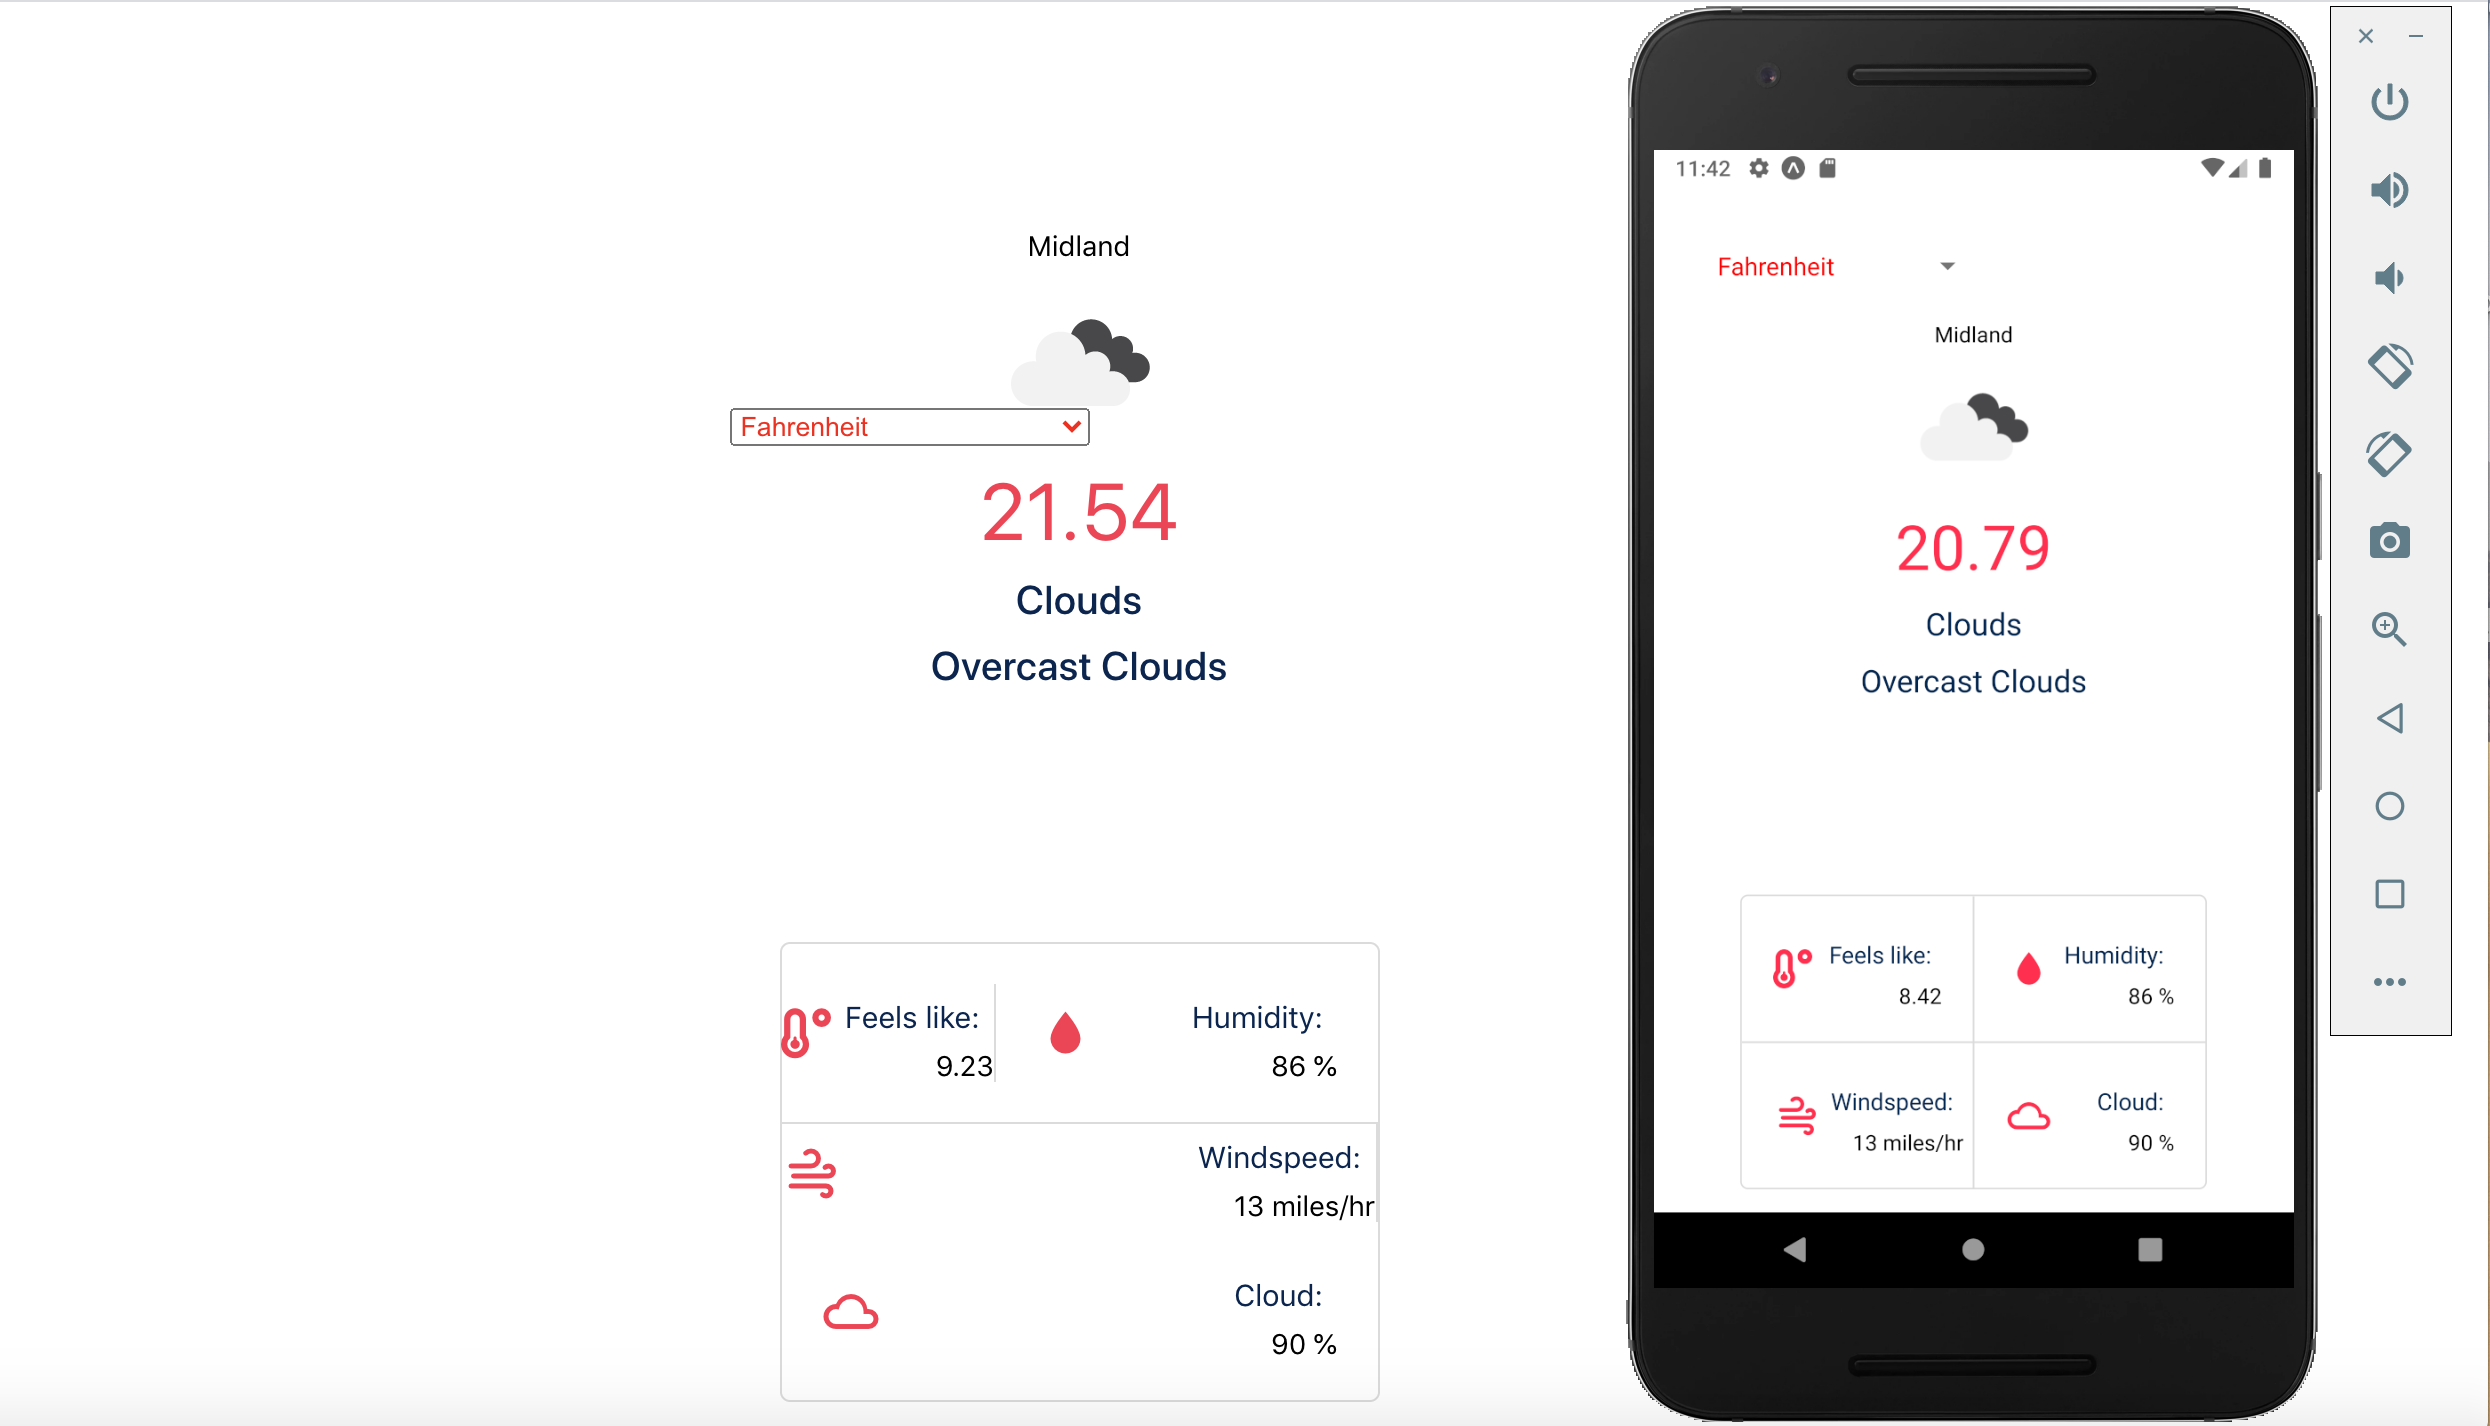 Midland
Fahrenheit
21.54
Clouds
Overcast Clouds
Feels like:
9.23
Humidity:
86 %
Windspeed:
13 miles/hr
Cloud:
90 %
11:42
Fahrenheit
Midland
20.79
Clouds
Overcast Clouds
Feels like:
8.42
Humidity:
86 %
Windspeed:
13 miles/hr
Cloud:
90 %